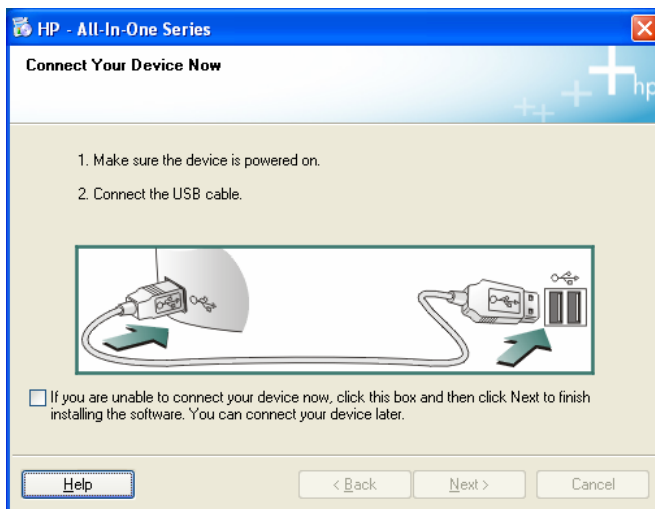 HP - All-In-One Series
Connect Your Device Now
hp
1. Make sure the device is powered on.
2. Connect the USB cable.
If you are unable to connect your device now, click this box and then click Next to finish
installing the software. You can connect your device later.
Help
< Back
Next >
Cancel